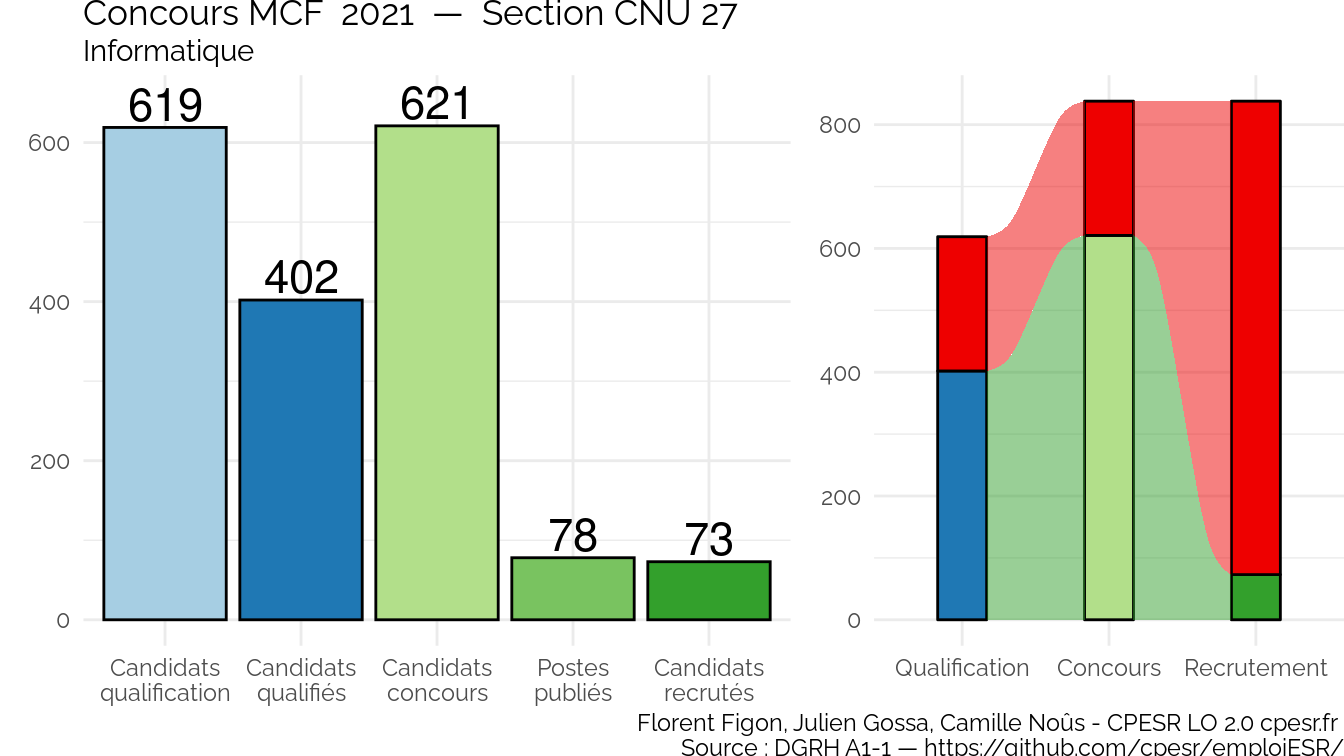 Concours MCF 2021 — Section CNU 27
Informatique
619
402
621
78
73
600
400
200
0
Candidats qualification
Candidats qualifiés
Candidats concours
Postes publiés
Candidats recrutés
800
600
400
200
0
Qualification
Concours
Recrutement
Florent Figon, Julien Gossa, Camille Noûs - CPESR LO 2.0 cpesr.fr
Source : DGRH A1-1 — https://github.com/cpesr/emploiESR/